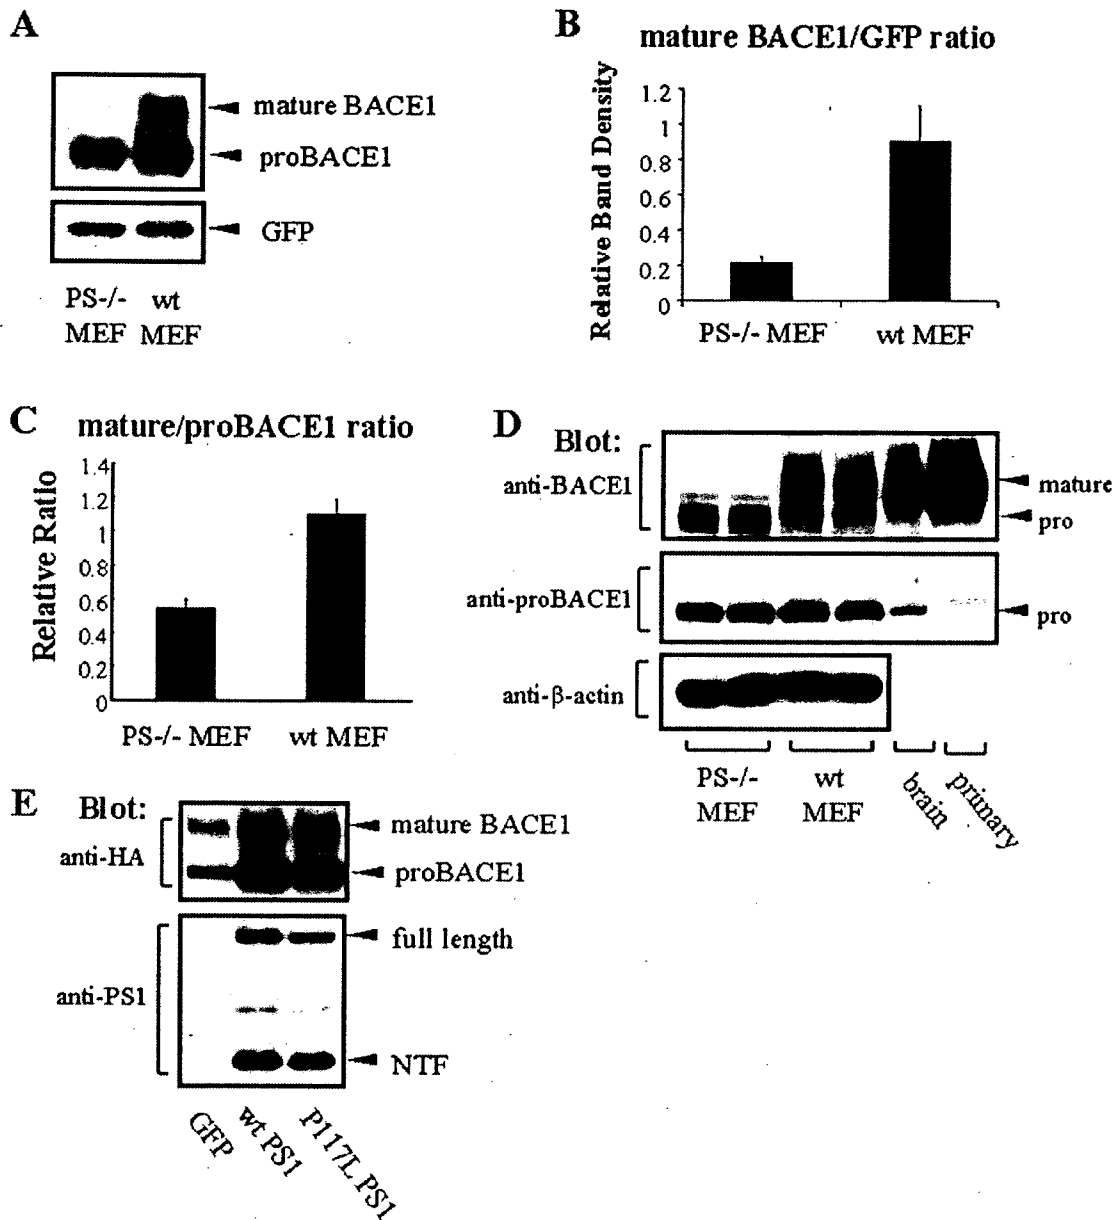 A
mature BACE1
proBACE1
GFP
PS-/- MEF
wt MEF
B
mature BACE1/GFP ratio
Relative Band Density
1.2
1
0.8
0.6
0.4
0.2
0
PS-/- MEF
wt MEF
C
mature/proBACE1 ratio
Relative Ratio
1.4
1.2
1
0.8
0.6
0.4
0.2
0
PS-/- MEF
wt MEF
D
Blot:
anti-BACE1
mature
pro
anti-proBACE1
pro
anti-β-actin
PS-/- MEF
wt MEF
brain
primary
E
Blot:
anti-HA
mature BACE1
proBACE1
anti-PS1
full length
NTF
GFP
wt PS1
P117L PS1